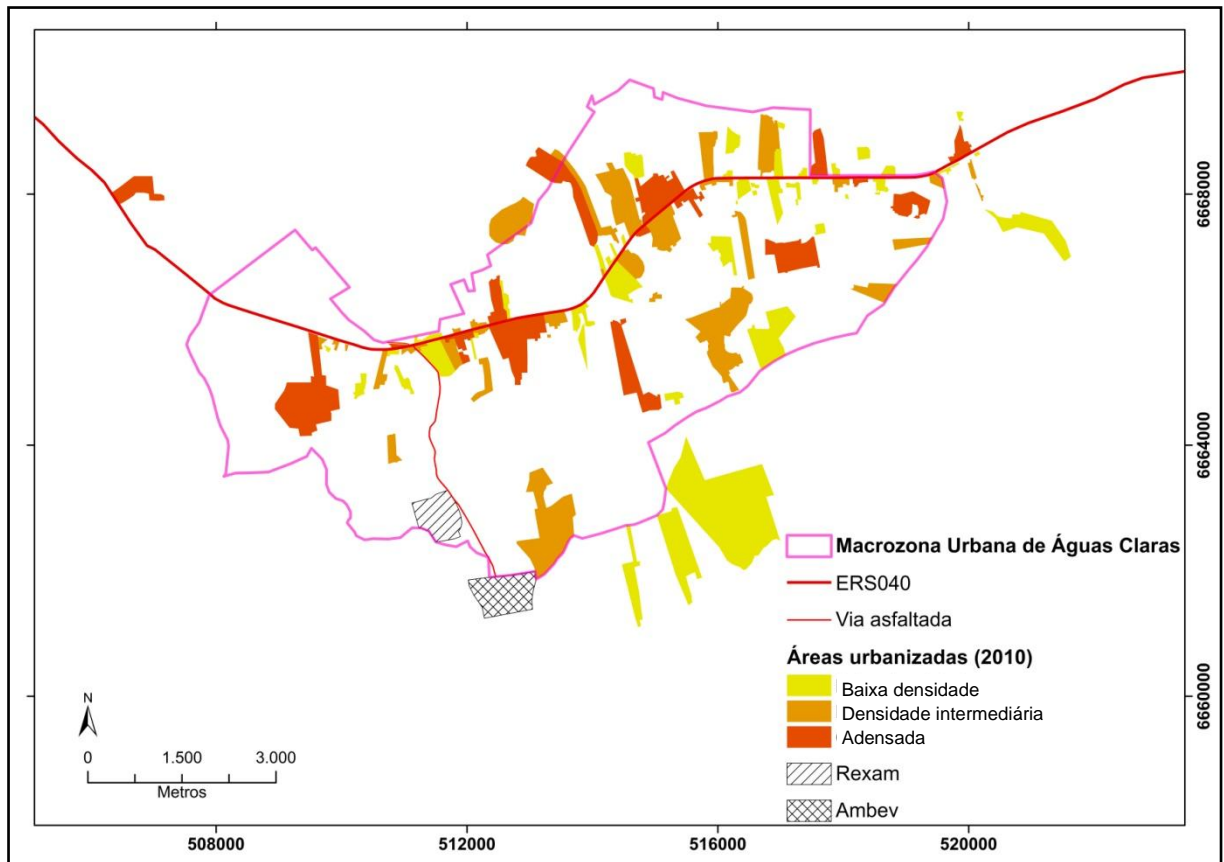 6668000
6664000
6660000
Macrozona Urbana de Águas Claras
ERS040
Via asfaltada
Áreas urbanizadas (2010)
Baixa densidade
Densidade intermediária
Adensada
Rexam
Ambev
N
0 1.500 3.000
Metros
508000 512000 516000 520000